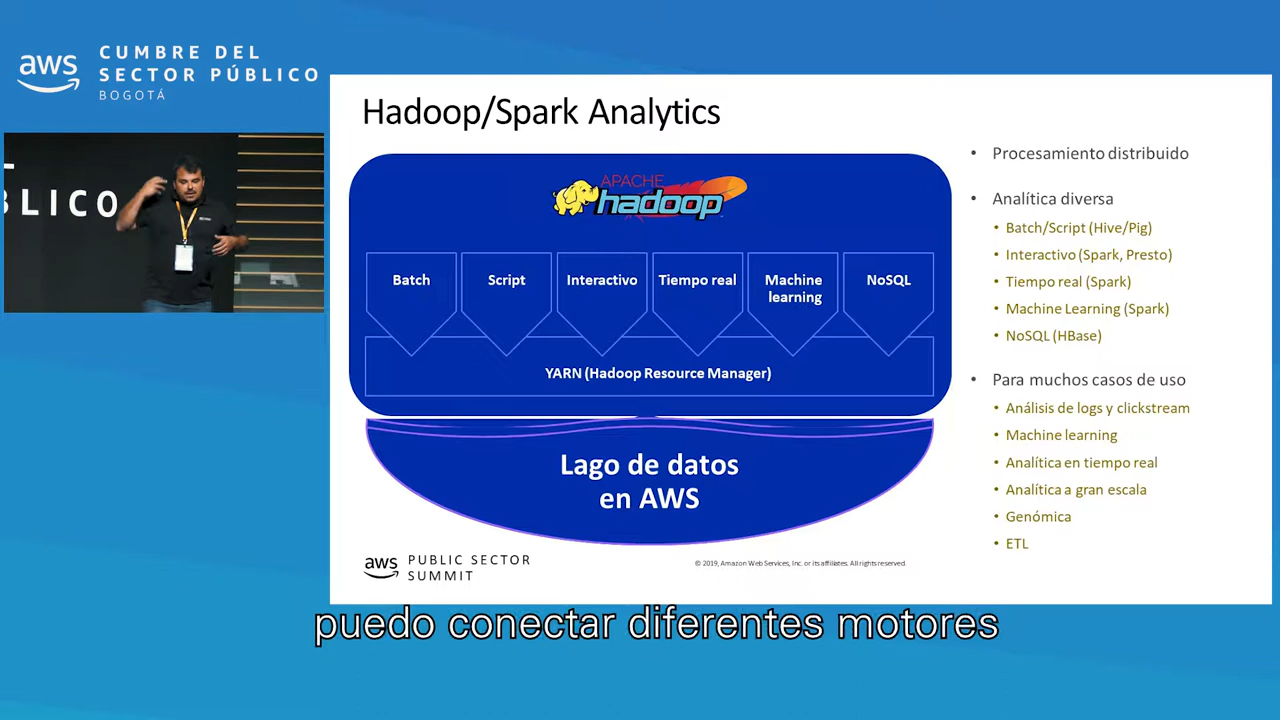 aws
CUMBRE DEL
SECTOR PÚBLICO
BOGOTÁ
BLICO
Hadoop/Spark Analytics
APACHE
hadoop
Batch
Script
Interactivo
Tiempo real
Machine
learning
NoSQL
YARN (Hadoop Resource Manager)
Lago de datos
en AWS
• Procesamiento distribuido
• Analítica diversa
• Batch/Script (Hive/Pig)
• Interactivo (Spark, Presto)
• Tiempo real (Spark)
• Machine Learning (Spark)
• NoSQL (HBase)
• Para muchos casos de uso
• Análisis de logs y clickstream
• Machine learning
• Analítica en tiempo real
• Analítica a gran escala
• Genómica
• ETL
aws
PUBLIC SECTOR
SUMMIT
© 2019, Amazon Web Services, Inc. or its affiliates. All rights reserved.
puedo conectar diferentes motores